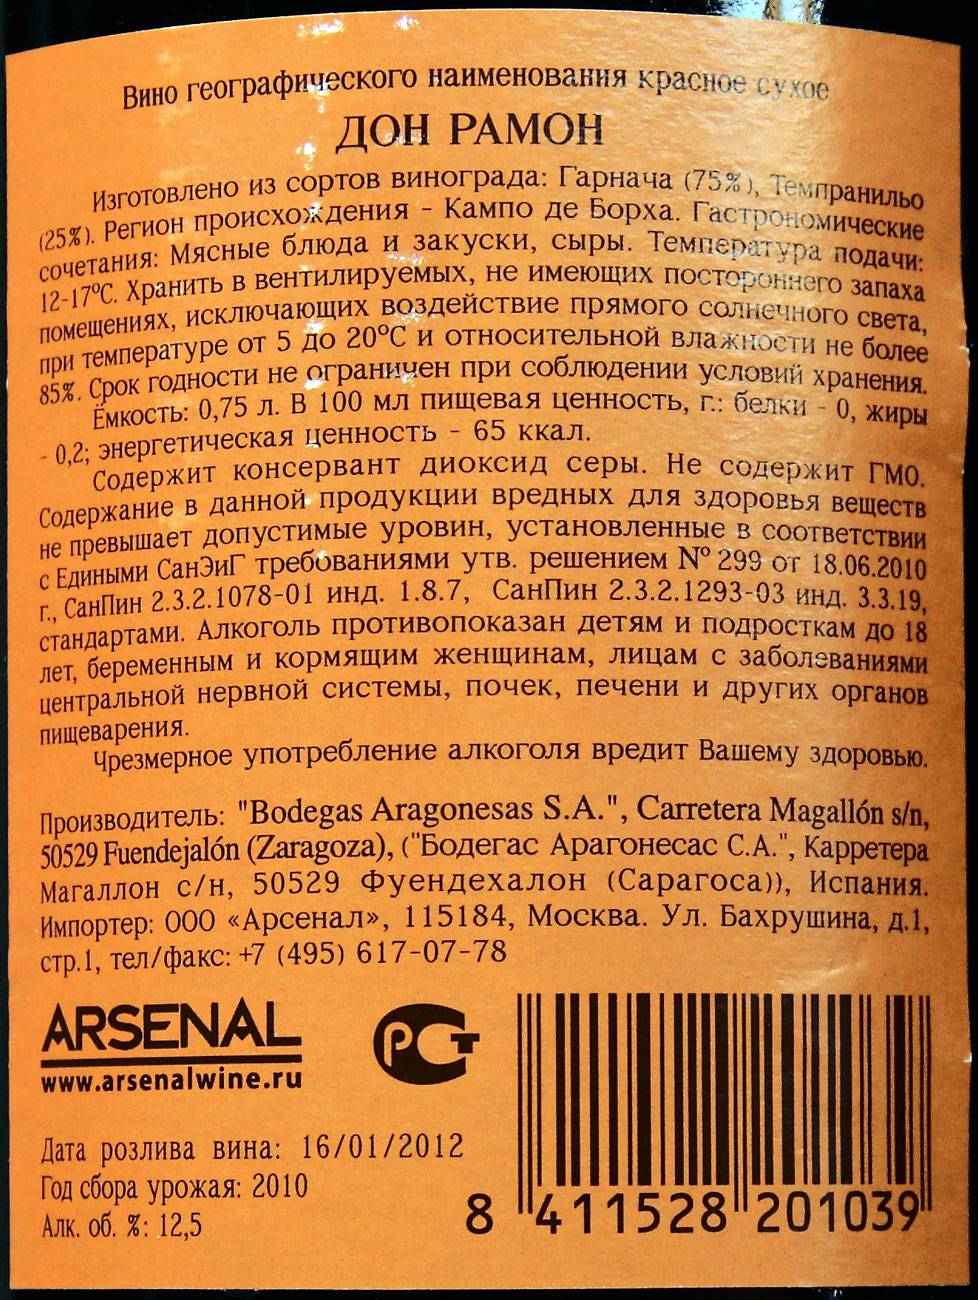 Вино географического наименования красное сухое
ДОН РАМОН
Изготовлено из сортов винограда: Гарнача (75%), Темпранильо
(25%). Регион происхождения - Кампо де Борха. Гастрономические
сочетания: Мясные блюда и закуски, сыры. Температура подачи:
12-17°С. Хранить в вентилируемых, не имеющих постороннего запаха
помещениях, исключающих воздействие прямого солнечного света,
при температуре от 5 до 20°С и относительной влажности не более
85%. Срок годности не ограничен при соблюдении условий хранения.
Ёмкость: 0,75 л. В 100 мл пищевая ценность, г.: белки - 0, жиры
- 0,2; энергетическая ценность - 65 ккал.
Содержит консервант диоксид серы. Не содержит ГМО.
Содержание в данной продукции вредных для здоровья веществ
не превышает допустимые уровин, установленные в соответствии
с Едиными СанЭиГ требованиями утв. решением № 299 от 18.06.2010
г., СанПин 2.3.2.1078-01 инд. 1.8.7, СанПин 2.3.2.1293-03 инд. 3.3.19,
стандартами. Алкоголь противопоказан детям и подросткам до 18
лет, беременным и кормящим женщинам, лицам с заболеваниями
центральной нервной системы, почек, печени и других органов
пищеварения.
Чрезмерное употребление алкоголя вредит Вашему здоровью.
Производитель: "Bodegas Aragonesas S.A.", Carretera Magallón s/n,
50529 Fuendejalón (Zaragoza), ("Бодегас Арагонесас С.А.", Карретера
Магаллон с/н, 50529 Фуендехалон (Сарагоса)), Испания.
Импортер: ООО «Арсенал», 115184, Москва. Ул. Бахрушина, д.1,
стр.1, тел/факс: +7 (495) 617-07-78
ARSENAL
www.arsenalwine.ru
РСТ
Дата розлива вина: 16/01/2012
Год сбора урожая: 2010
Алк. об. %: 12,5
8 411528 201039